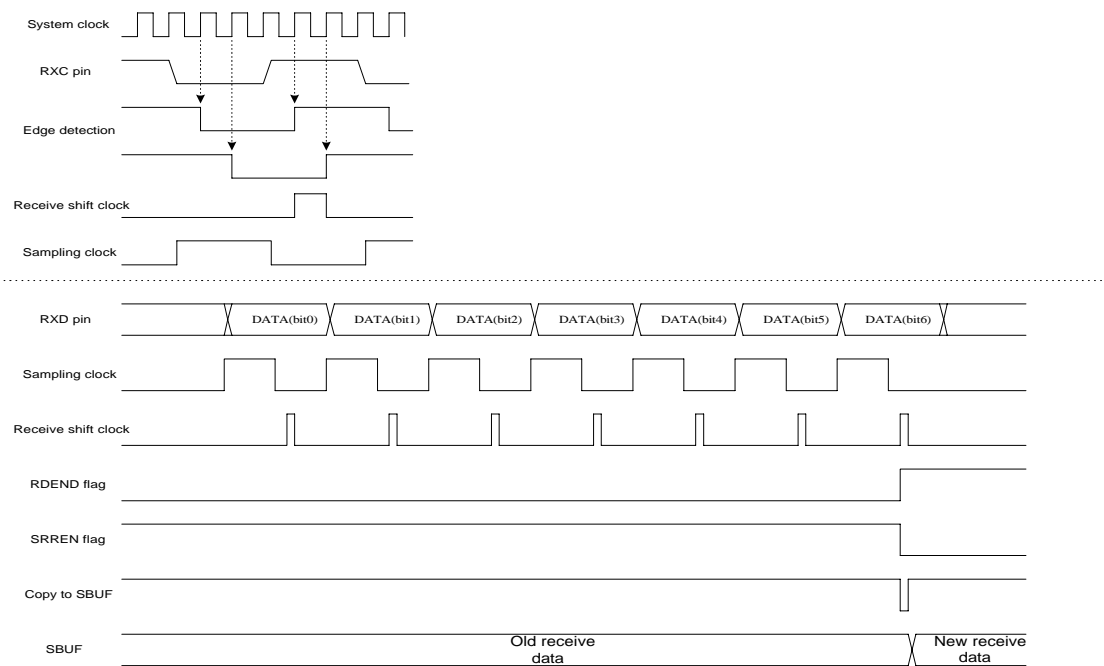 System clock
RXC pin
Edge detection
Receive shift clock
Sampling clock
RXD pin
DATA(bit0)
DATA(bit1)
DATA(bit2)
DATA(bit3)
DATA(bit4)
DATA(bit5)
DATA(bit6)
Sampling clock
Receive shift clock
RDEND flag
SRREN flag
Copy to SBUF
SBUF
Old receive
data
New receive
data